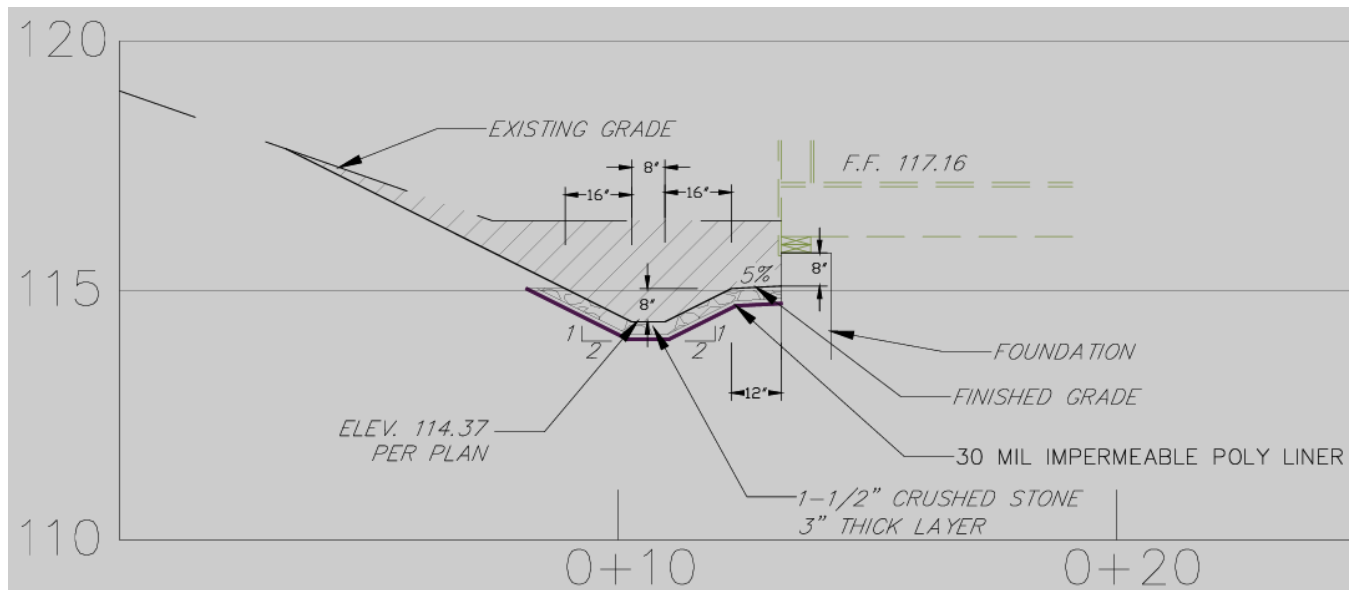 120
EXISTING GRADE
8"
F.F. 117.16
16"
16"
5%
8"
115
8"
1
2
1
2
FOUNDATION
12"
FINISHED GRADE
ELEV. 114.37
PER PLAN
30 MIL IMPERMEABLE POLY LINER
1-1/2" CRUSHED STONE
3" THICK LAYER
110
0+10
0+20